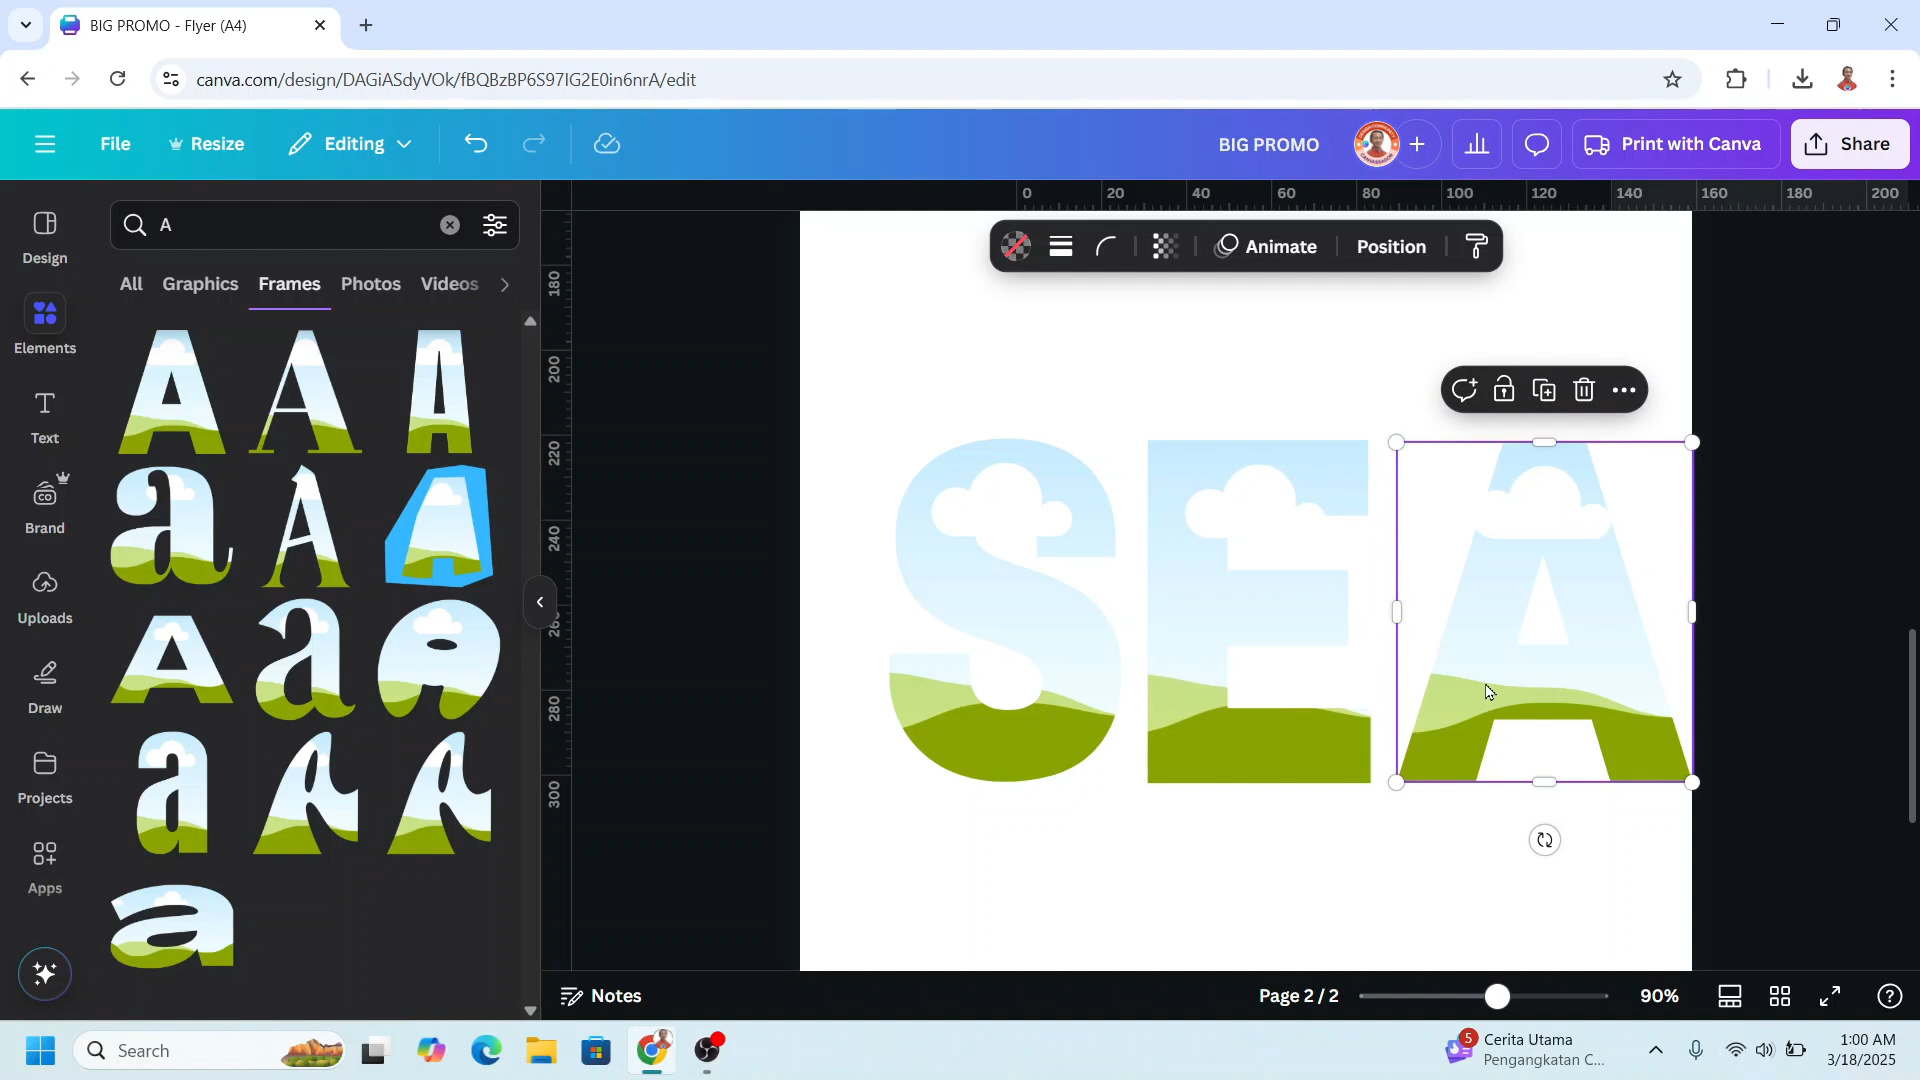 BIG PROMO - Flyer (A4)
canva.com/design/DAGiASdyVOk/fBQBzBP6S97IG2E0in6nrA/edit
File
Resize
Editing
BIG PROMO
Print with Canva
Share
Design
Elements
Text
Brand
Uploads
Draw
Projects
Apps
A
All
Graphics
Frames
Photos
Videos
0 20 40 60 80 100 120 140 160 180 200
180
200
220
240
280
300
Animate
Position
SEA
Notes
Page 2 / 2
90%
Search
5
Cerita Utama
Pengangkatan C...
1:00 AM
3/18/2025